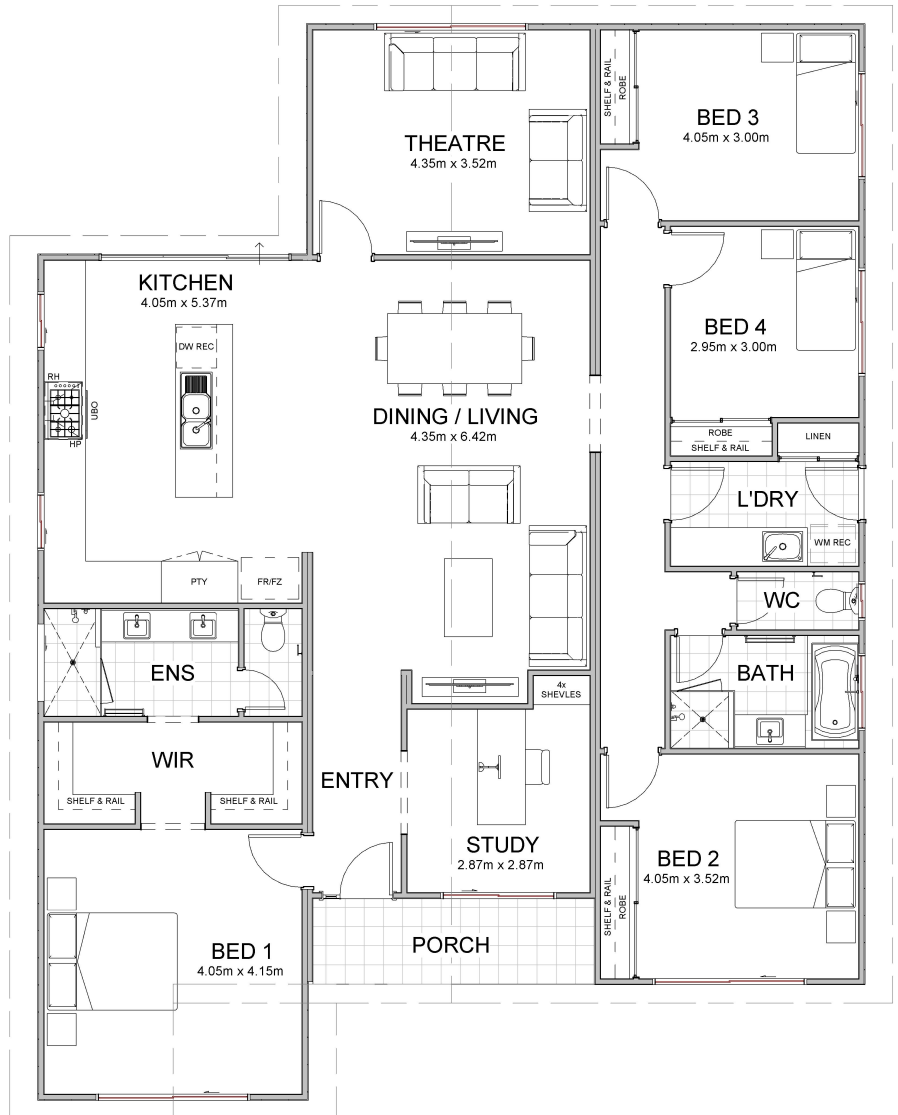 SHELF & RAIL
ROBE
BED 3
4.05m x 3.00m
THEATRE
4.35m x 3.52m
KITCHEN
4.05m x 5.37m
DW REC
RH
UBO
HP
BED 4
2.95m x 3.00m
DINING / LIVING
4.35m x 6.42m
ROBE
SHELF & RAIL
LINEN
L'DRY
WM REC
PTY
FR/FZ
WC
ENS
BATH
4x
SHEVLES
WIR
SHELF & RAIL
SHELF & RAIL
ENTRY
STUDY
2.87m x 2.87m
BED 2
4.05m x 3.52m
SHELF & RAIL
ROBE
PORCH
BED 1
4.05m x 4.15m